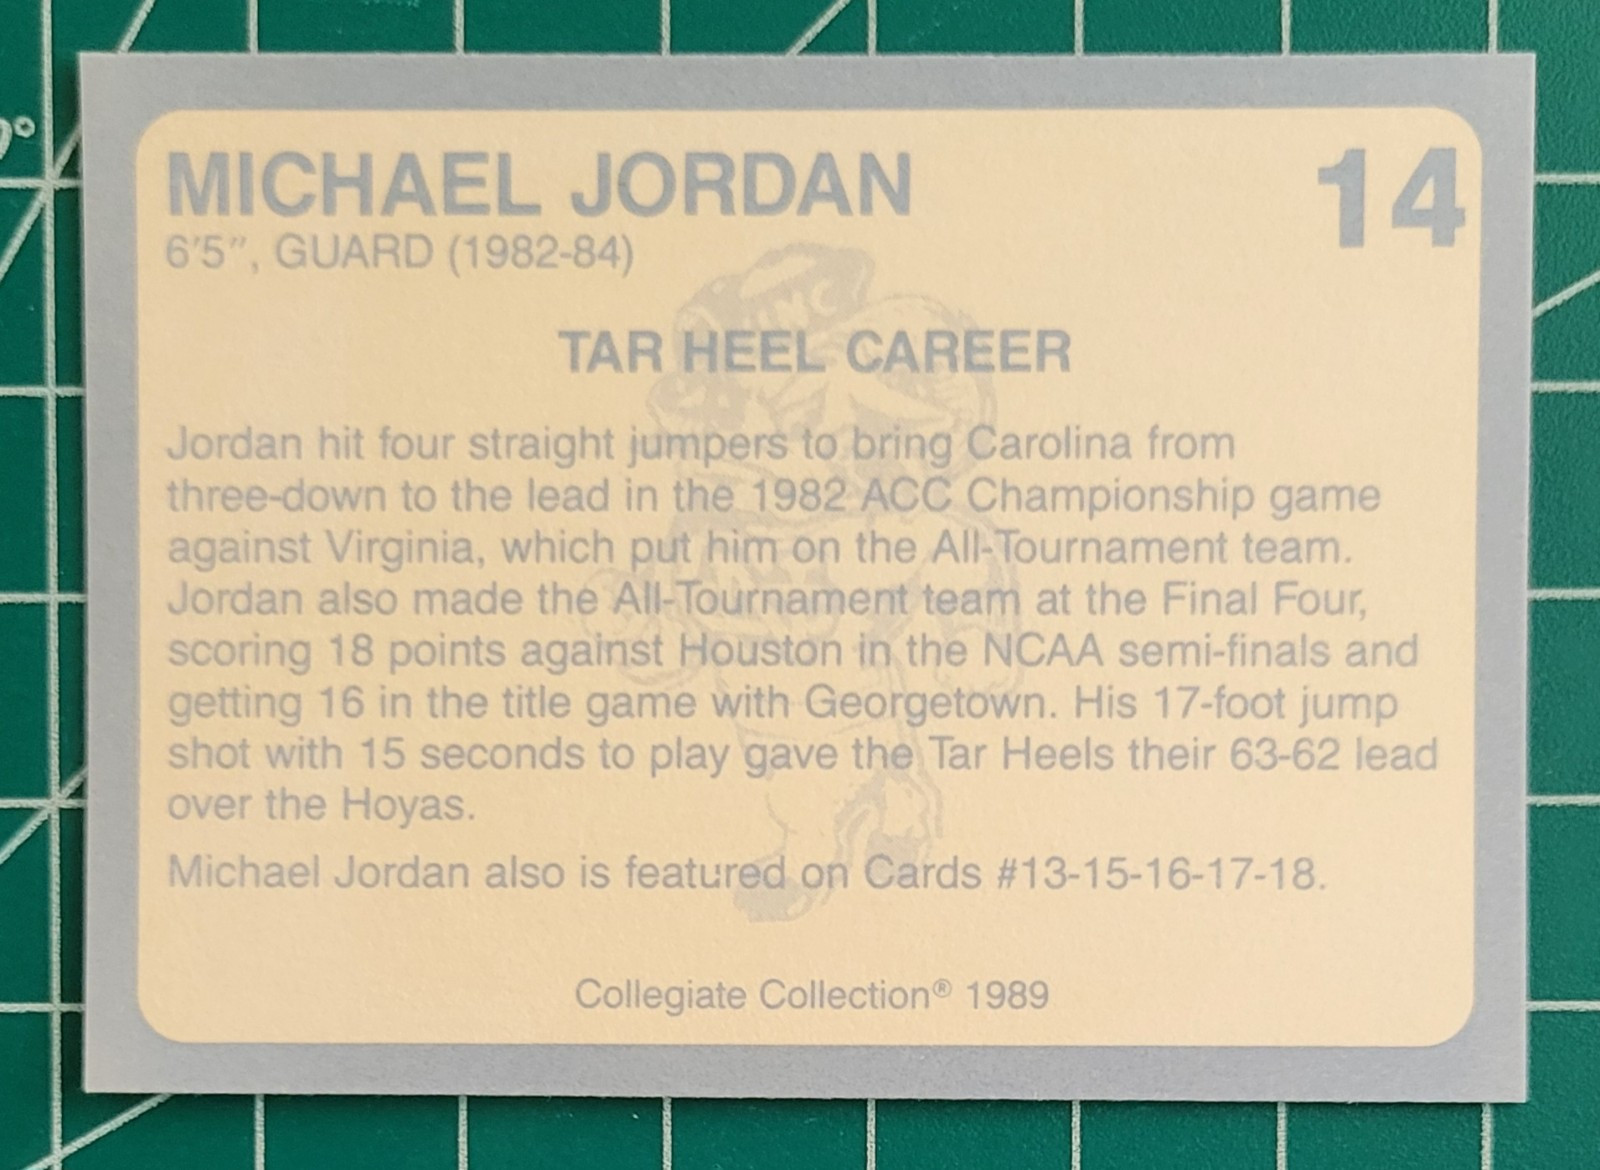 MICHAEL JORDAN
14
6'5", GUARD (1982-84)
UNC
TAR HEEL CAREER
Jordan hit four straight jumpers to bring Carolina from
three-down to the lead in the 1982 ACC Championship game
against Virginia, which put him on the All-Tournament team.
Jordan also made the All-Tournament team at the Final Four,
scoring 18 points against Houston in the NCAA semi-finals and
getting 16 in the title game with Georgetown. His 17-foot jump
shot with 15 seconds to play gave the Tar Heels their 63-62 lead
over the Hoyas.
Michael Jordan also is featured on Cards #13-15-16-17-18.
Collegiate Collection® 1989